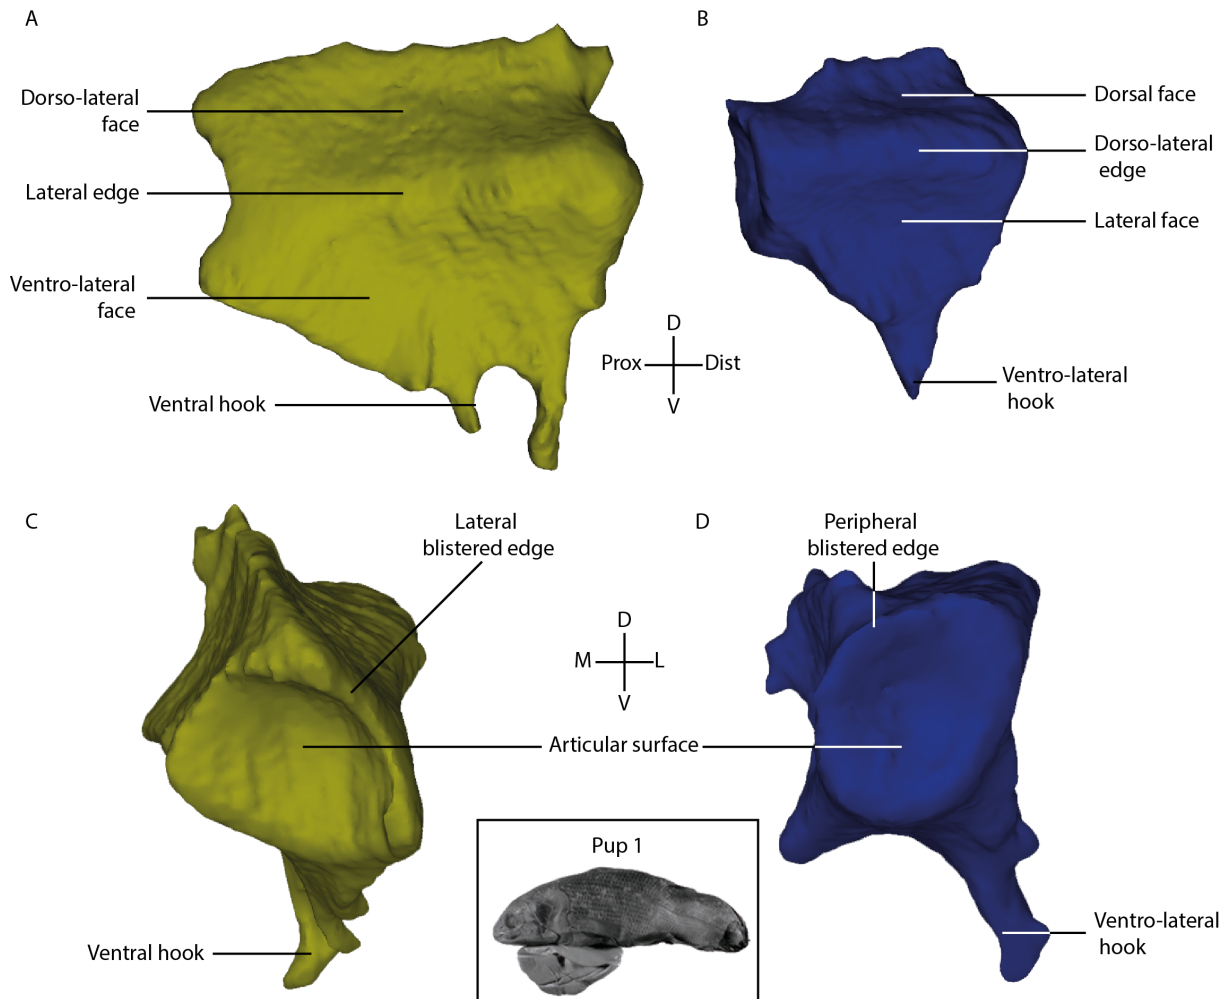 A
B
Dorso-lateral
face
Lateral edge
Ventro-lateral
face
Ventral hook
Dorsal face
Dorso-lateral
edge
Lateral face
Ventro-lateral
hook
D
Prox
Dist
V
C
Lateral
blistered edge
D
Peripheral
blistered edge
D
M
L
V
Articular surface
Pup 1
Ventral hook
Ventro-lateral
hook